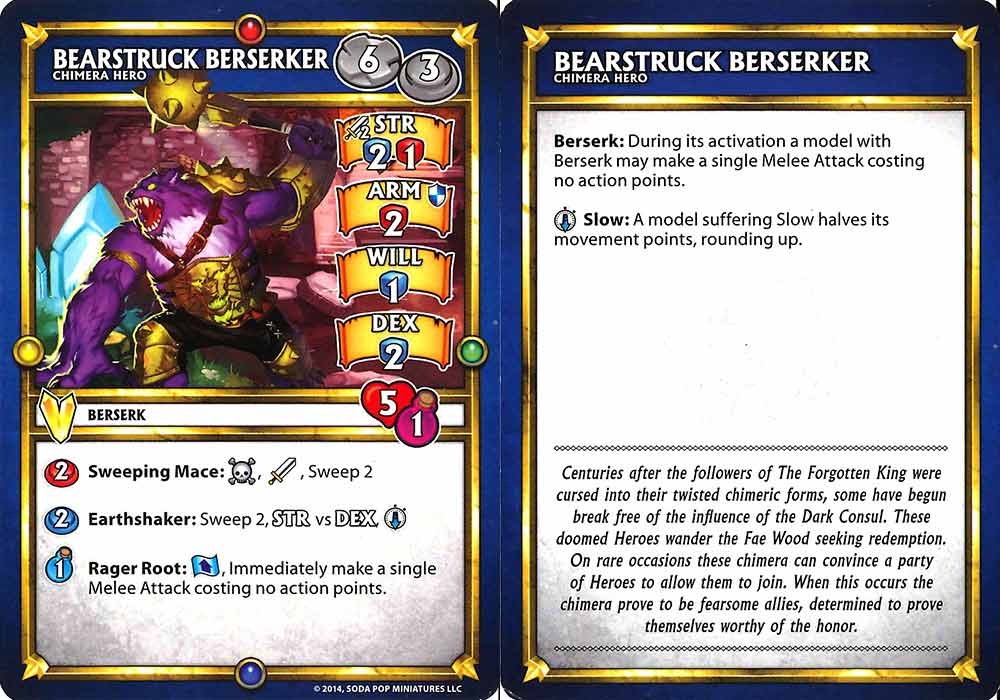 BEARSTRUCK BERSERKER
CHIMERA HERO
6
3
2
STR
2 1
ARM
2
WILL
1
DEX
2
BERSERK
5
1
2 Sweeping Mace: , , Sweep 2
2 Earthshaker: Sweep 2, STR vs DEX,
1 Rager Root: , Immediately make a single
Melee Attack costing no action points.
© 2014, SODA POP MINIATURES LLC
BEARSTRUCK BERSERKER
CHIMERA HERO
Berserk: During its activation a model with
Berserk may make a single Melee Attack costing
no action points.
Slow: A model suffering Slow halves its
movement points, rounding up.
Centuries after the followers of The Forgotten King were
cursed into their twisted chimeric forms, some have begun
break free of the influence of the Dark Consul. These
doomed Heroes wander the Fae Wood seeking redemption.
On rare occasions these chimera can convince a party
of Heroes to allow them to join. When this occurs the
chimera prove to be fearsome allies, determined to prove
themselves worthy of the honor.